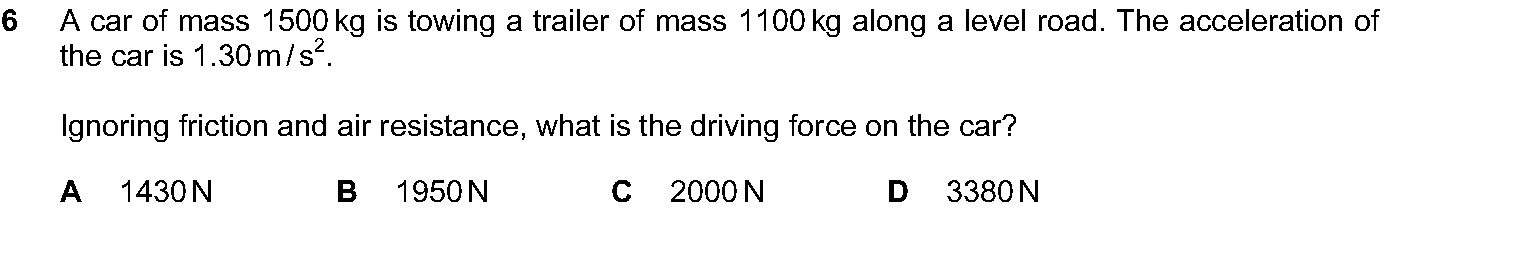 6 A car of mass 1500 kg is towing a trailer of mass 1100 kg along a level road. The acceleration of
the car is 1.30 m / s².
Ignoring friction and air resistance, what is the driving force on the car?
A 1430 N B 1950 N C 2000 N D 3380 N